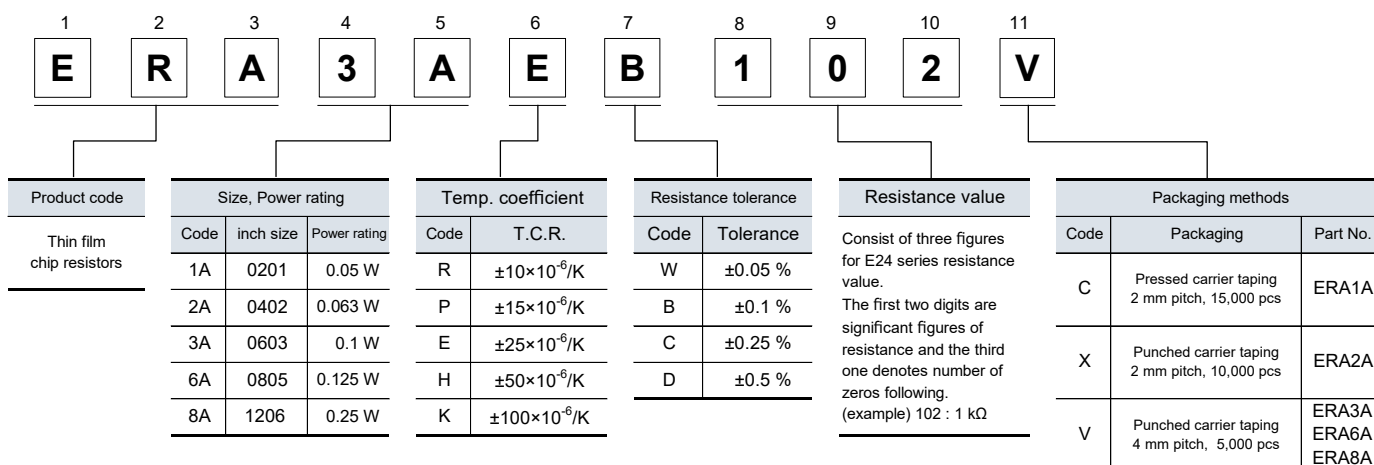 1 2 3 4 5 6 7 8 9 10 11
E R A 3 A E B 1 0 2 V
Product code
Thin film
chip resistors
Size, Power rating
Code inch size Power rating
1A 0201 0.05 W
2A 0402 0.063 W
3A 0603 0.1 W
6A 0805 0.125 W
8A 1206 0.25 W
Temp. coefficient
Code T.C.R.
R ±10×10⁻⁶/K
P ±15×10⁻⁶/K
E ±25×10⁻⁶/K
H ±50×10⁻⁶/K
K ±100×10⁻⁶/K
Resistance tolerance
Code Tolerance
W ±0.05 %
B ±0.1 %
C ±0.25 %
D ±0.5 %
Resistance value
Consist of three figures
for E24 series resistance
value.
The first two digits are
significant figures of
resistance and the third
one denotes number of
zeros following.
(example) 102 : 1 kΩ
Packaging methods
Code Packaging Part No.
C Pressed carrier taping
2 mm pitch, 15,000 pcs ERA1A
X Punched carrier taping
2 mm pitch, 10,000 pcs ERA2A
V Punched carrier taping
4 mm pitch, 5,000 pcs
ERA3A
ERA6A
ERA8A